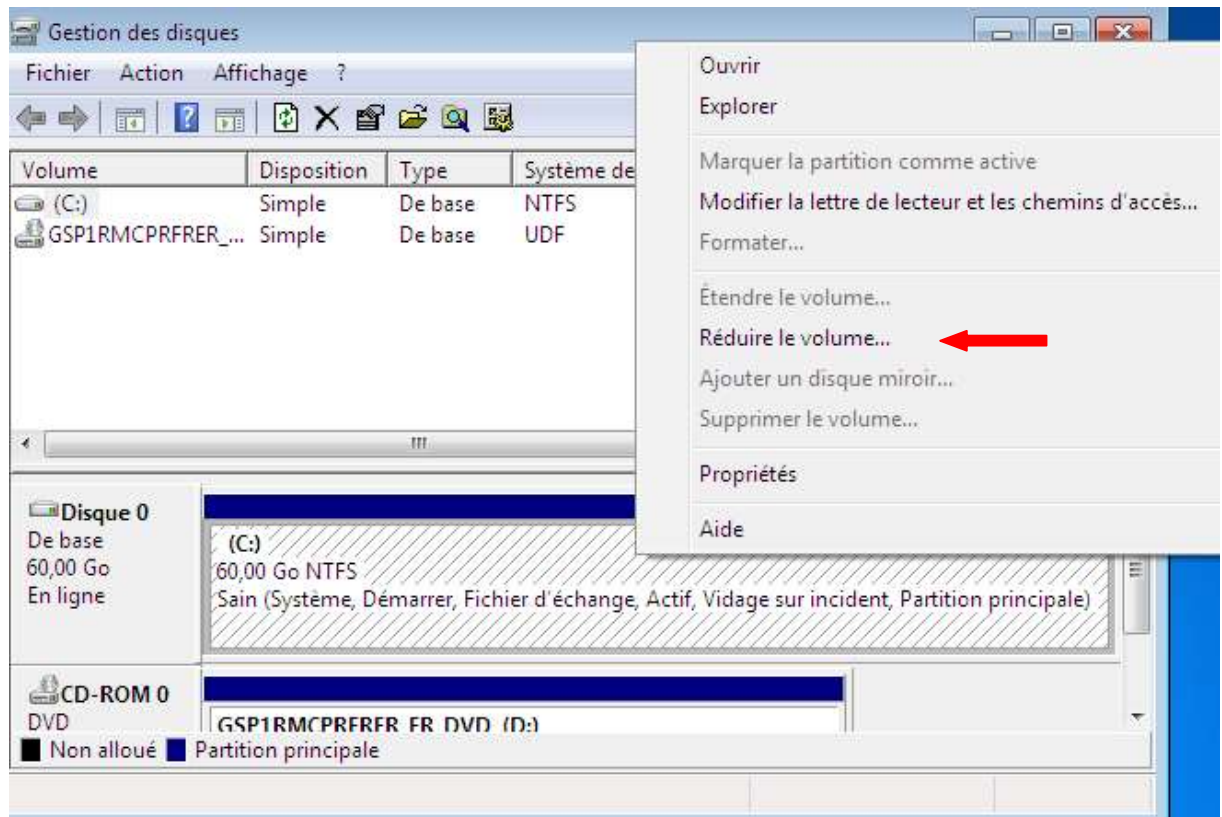 Gestion des disques
Fichier Action Affichage ?
Volume Disposition Type Système de
(C:) Simple De base NTFS
GSP1RMCPRFRER_... Simple De base UDF
Ouvrir
Explorer
Marquer la partition comme active
Modifier la lettre de lecteur et les chemins d'accès...
Formater...
Étendre le volume...
Réduire le volume...
Ajouter un disque miroir...
Supprimer le volume...
Propriétés
Aide
Disque 0
De base
60,00 Go
En ligne
(C:)
60,00 Go NTFS
Sain (Système, Démarrer, Fichier d'échange, Actif, Vidage sur incident, Partition principale)
CD-ROM 0
DVD
GSP1RMCPRFRER_FR_DVD (D:)
Non alloué Partition principale